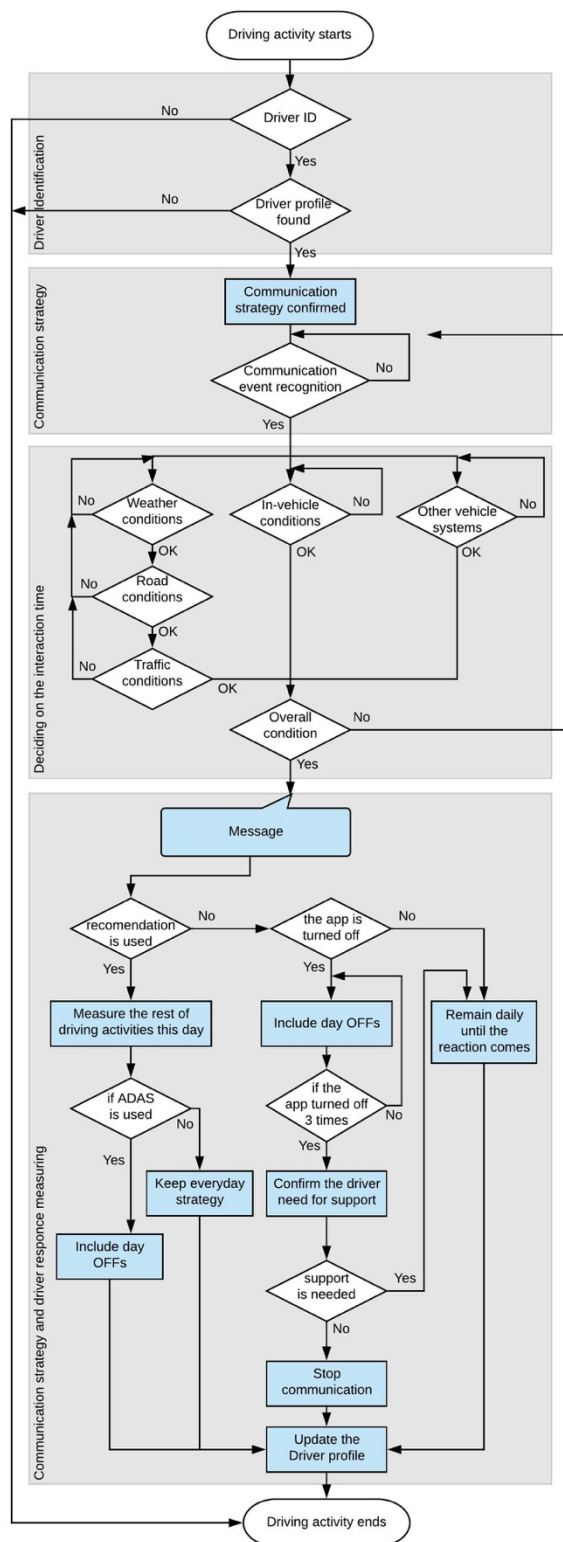 Driving activity starts
Driver Identification
No
Driver ID
Yes
No
Driver profile
found
Yes
Communication strategy
Communication
strategy confirmed
Communication
event recognition
No
Yes
Deciding on the interaction time
No
Weather
conditions
OK
In-vehicle
conditions
No
OK
Other vehicle
systems
No
OK
No
Road
conditions
OK
No
Traffic
conditions
OK
Overall
condition
No
Yes
Communication strategy and driver responce measuring
Message
recomendation
is used
No
the app is
turned off
No
Yes
Yes
Measure the rest of
driving activities this day
Include day OFFs
Remain daily
until the
reaction comes
if ADAS
is used
No
Yes
if the
app turned off
3 times
No
Yes
Keep everyday
strategy
Confirm the driver
need for support
Include day
OFFs
support
is needed
Yes
No
Stop
communication
Update the
Driver profile
Driving activity ends